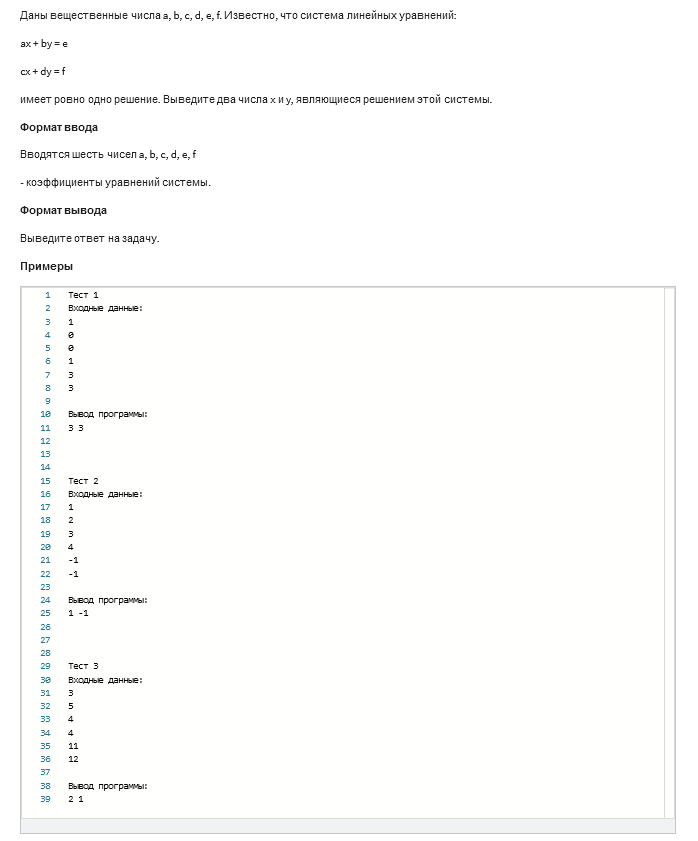 Даны вещественные числа a, b, c, d, e, f. Известно, что система линейных уравнений:
ax + by = e
cx + dy = f
имеет ровно одно решение. Выведите два числа x и y, являющиеся решением этой системы.
Формат ввода
Вводятся шесть чисел a, b, c, d, e, f
- коэффициенты уравнений системы.
Формат вывода
Выведите ответ на задачу.
Примеры
1 Тест 1
2 Входные данные:
3 1
4 0
5 0
6 1
7 3
8 3
9
10 Вывод программы:
11 3 3
12
13
14
15 Тест 2
16 Входные данные:
17 1
18 2
19 3
20 4
21 -1
22 -1
23
24 Вывод программы:
25 1 -1
26
27
28
29 Тест 3
30 Входные данные:
31 3
32 5
33 4
34 4
35 11
36 12
37
38 Вывод программы:
39 2 1